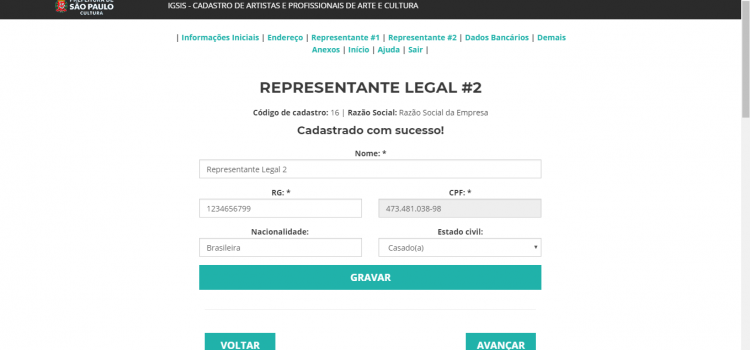 SÃO PAULO
CULTURA
IGSIS - CADASTRO DE ARTISTAS E PROFISSIONAIS DE ARTE E CULTURA
| Informações Iniciais | Endereço | Representante #1 | Representante #2 | Dados Bancários | Demais
Anexos | Início | Ajuda | Sair |
REPRESENTANTE LEGAL #2
Código de cadastro: 16 | Razão Social: Razão Social da Empresa
Cadastrado com sucesso!
Nome: *
Representante Legal 2
RG: * CPF: *
1234656799 473.481.038-98
Nacionalidade: Estado civil:
Brasileira Casado(a)
GRAVAR
VOLTAR AVANÇAR